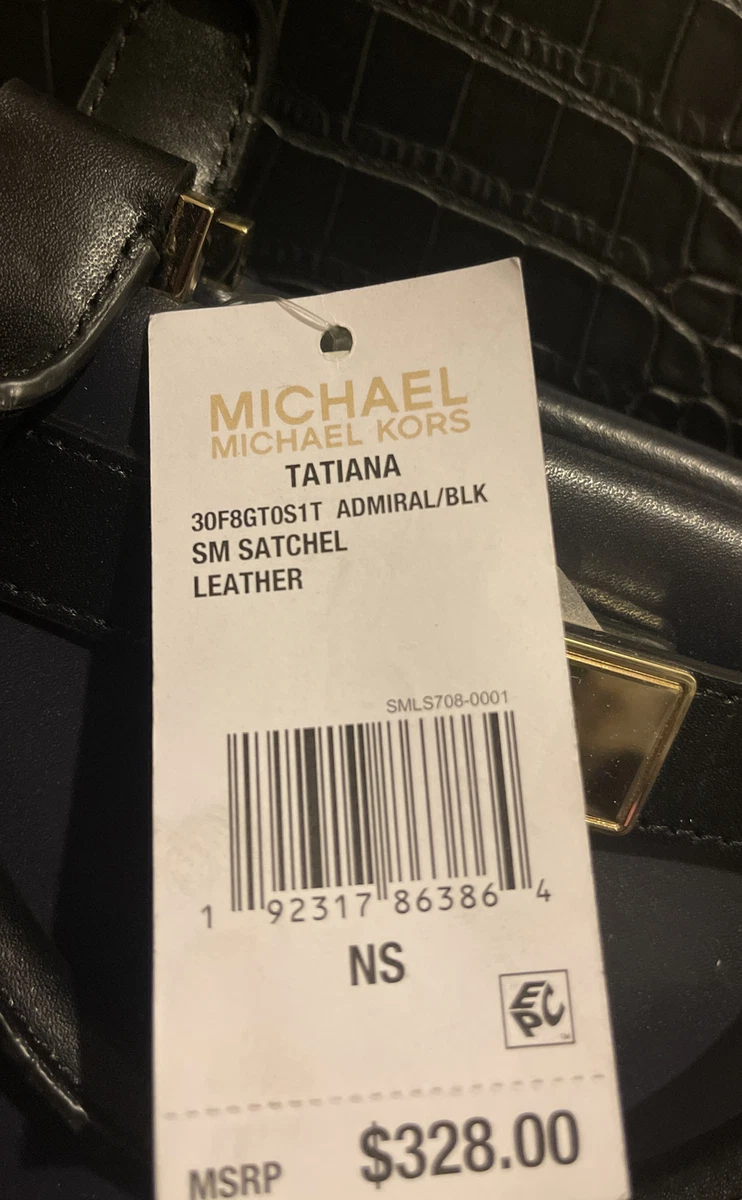 MICHAEL
MICHAEL KORS
TATIANA
30F8GT0S1T ADMIRAL/BLK
SM SATCHEL
LEATHER
SMLS708-0001
1 92317 86386 4
NS
EPC
TM
MSRP $328.00